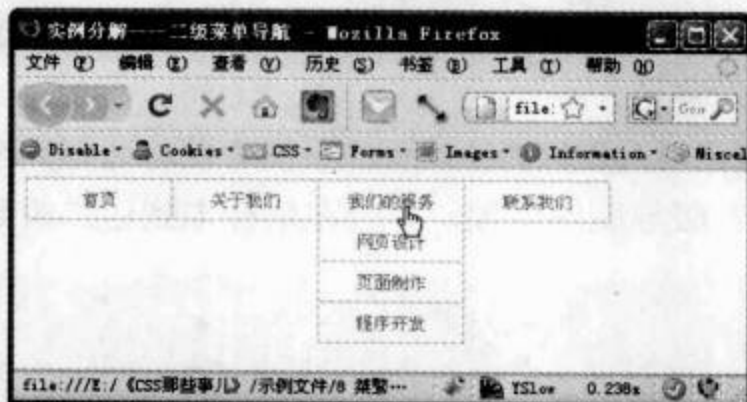 实例分解——二级菜单导航 - Mozilla Firefox
文件 (F) 编辑 (E) 查看 (V) 历史 (S) 书签 (B) 工具 (T) 帮助 (H)
file:
Disable Cookies CSS Forms Images Information Miscel
首页 关于我们 我们的服务 联系我们
网页设计
页面制作
程序开发
file:///E:/《CSS那些事儿》/示例文件/8 YSlow 0.238s